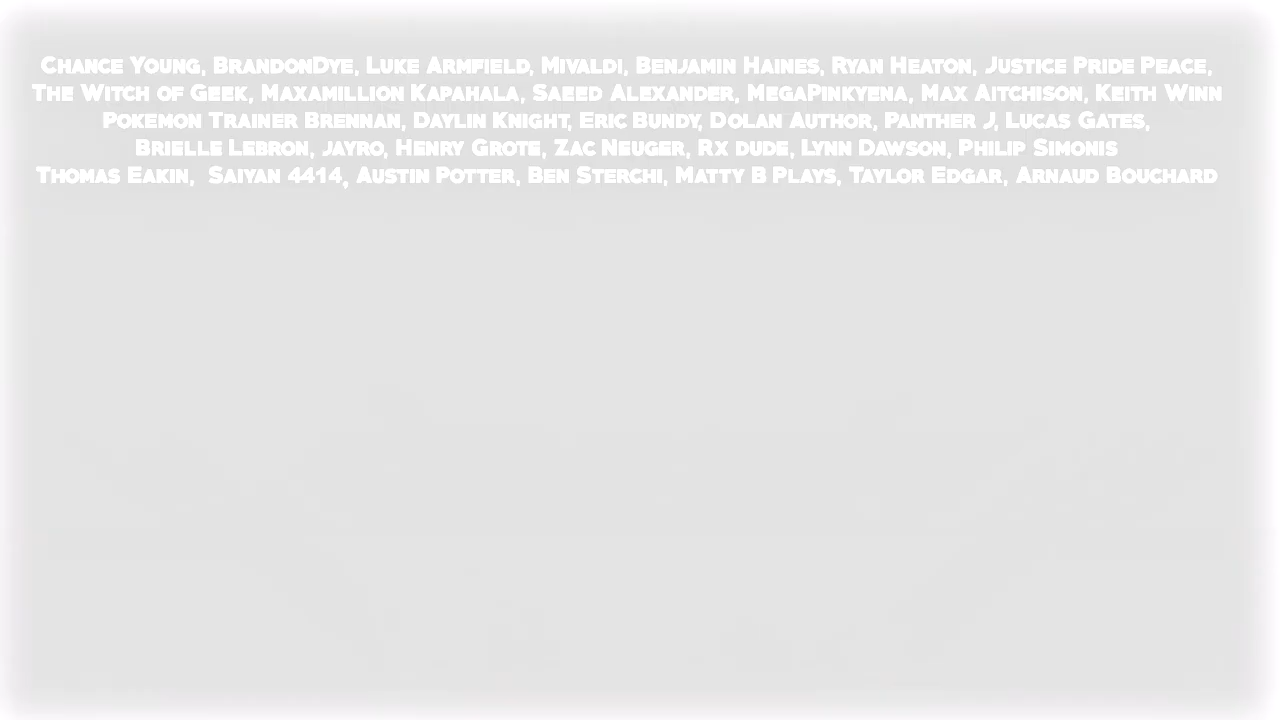 Chance Young, BrandonDye, Luke Armfield, Mivaldi, Benjamin Haines, Ryan Heaton, Justice Pride Peace,
The Witch of Geek, Maxamillion Kapahala, Saeed Alexander, MegaPinkyena, Max Aitchison, Keith Winn
Pokemon Trainer Brennan, Daylin Knight, Eric Bundy, Dolan Author, Panther J, Lucas Gates,
Brielle Lebron, jayro, Henry Grote, Zac Neuger, Rx dude, Lynn Dawson, Philip Simonis
Thomas Eakin,  Saiyan 4414, Austin Potter, Ben Sterchi, Matty B Plays, Taylor Edgar, Arnaud Bouchard